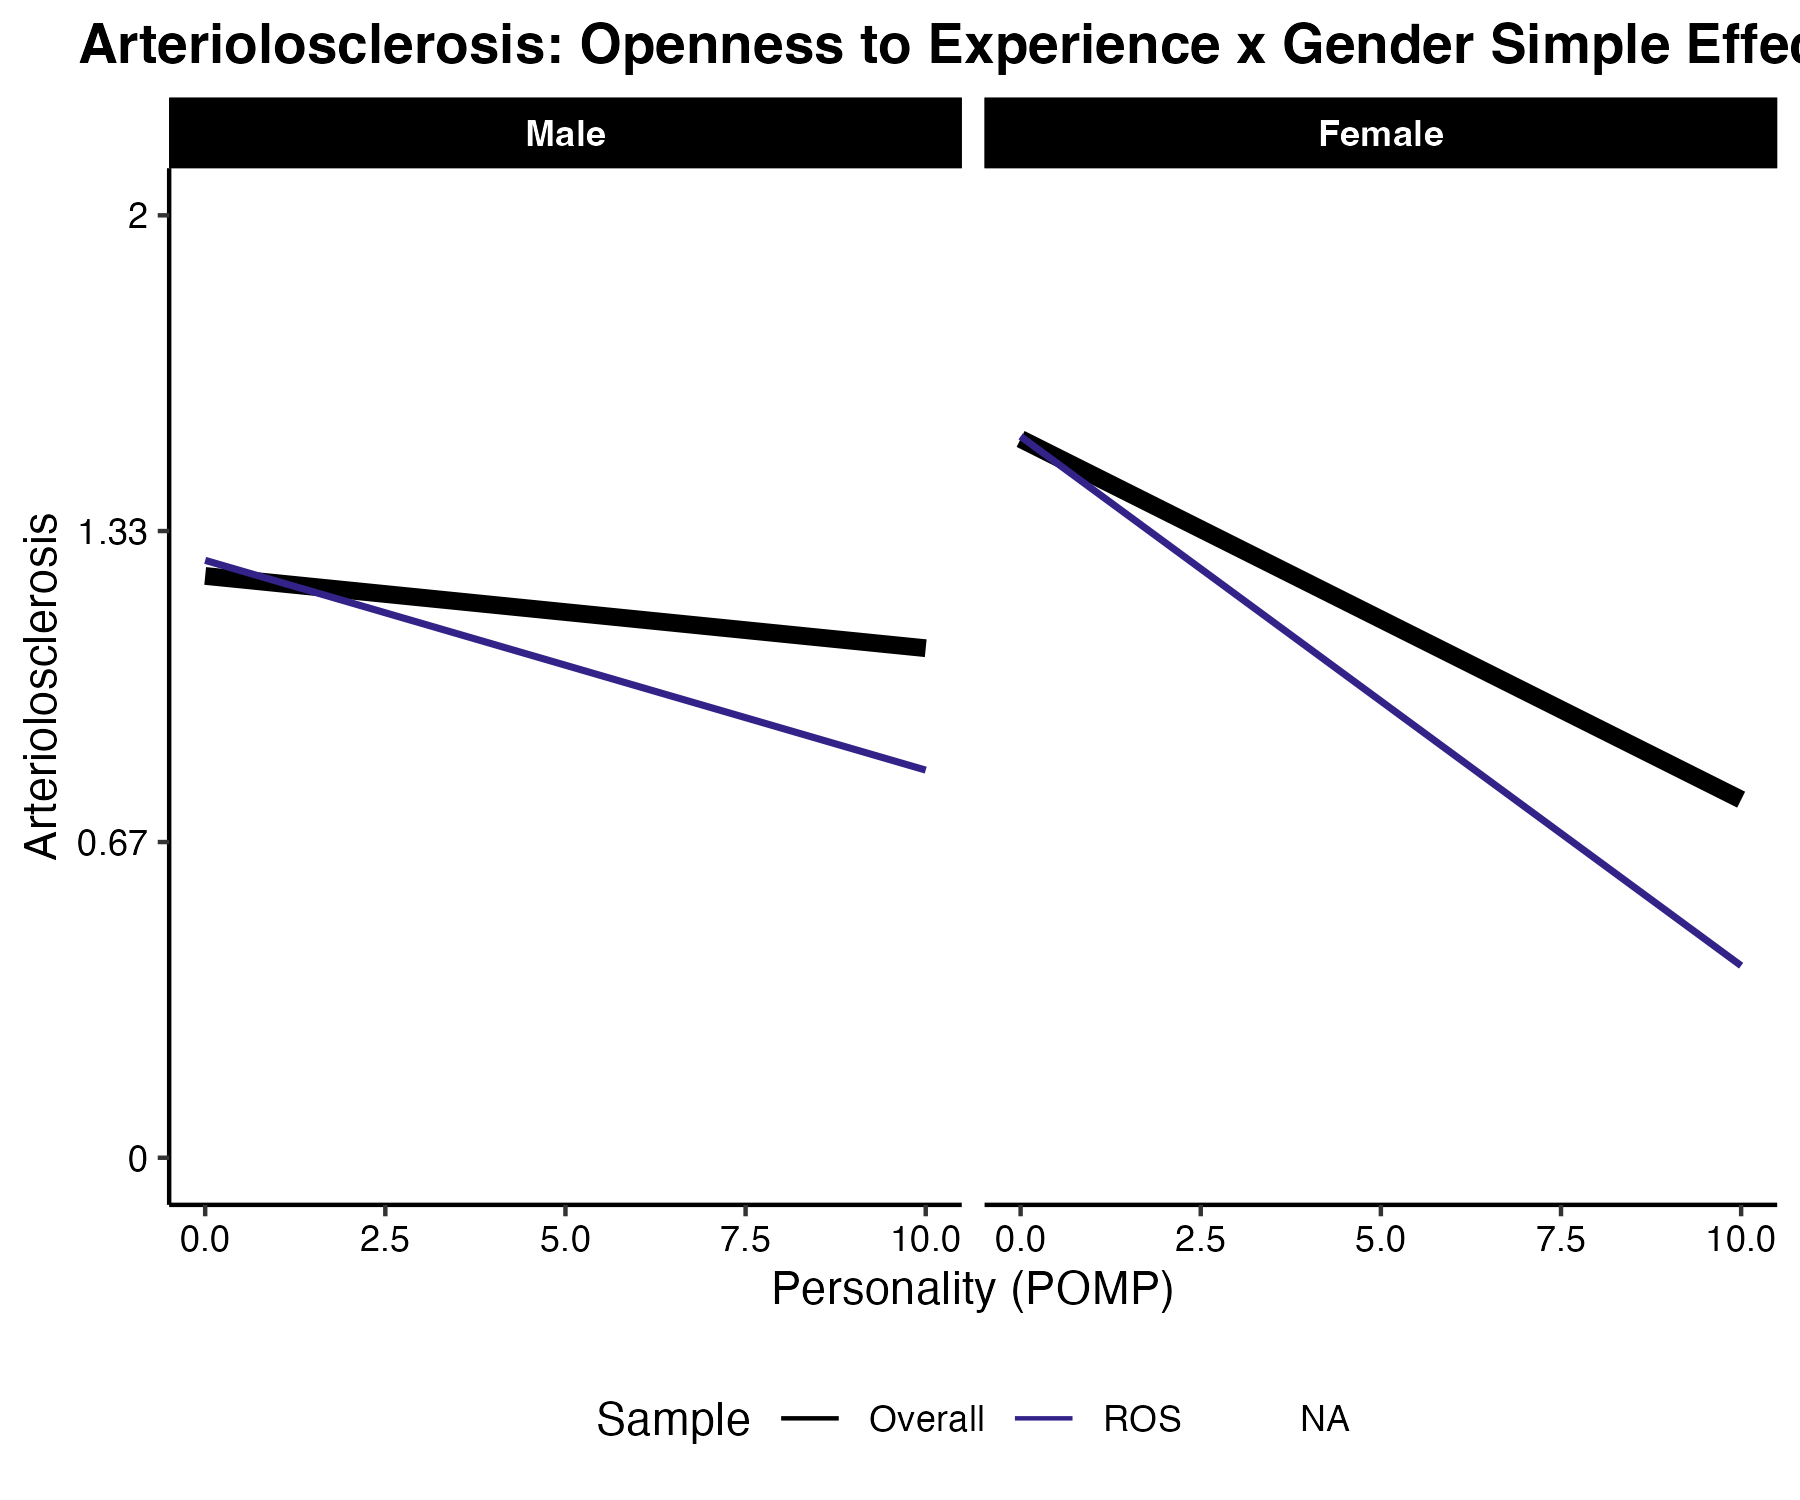 Arteriolosclerosis: Openness to Experience x Gender Simple Effec
Male
Female
Arteriolosclerosis
2
1.33
0.67
0
0.0 2.5 5.0 7.5 10.0
0.0 2.5 5.0 7.5 10.0
Personality (POMP)
Sample Overall ROS NA